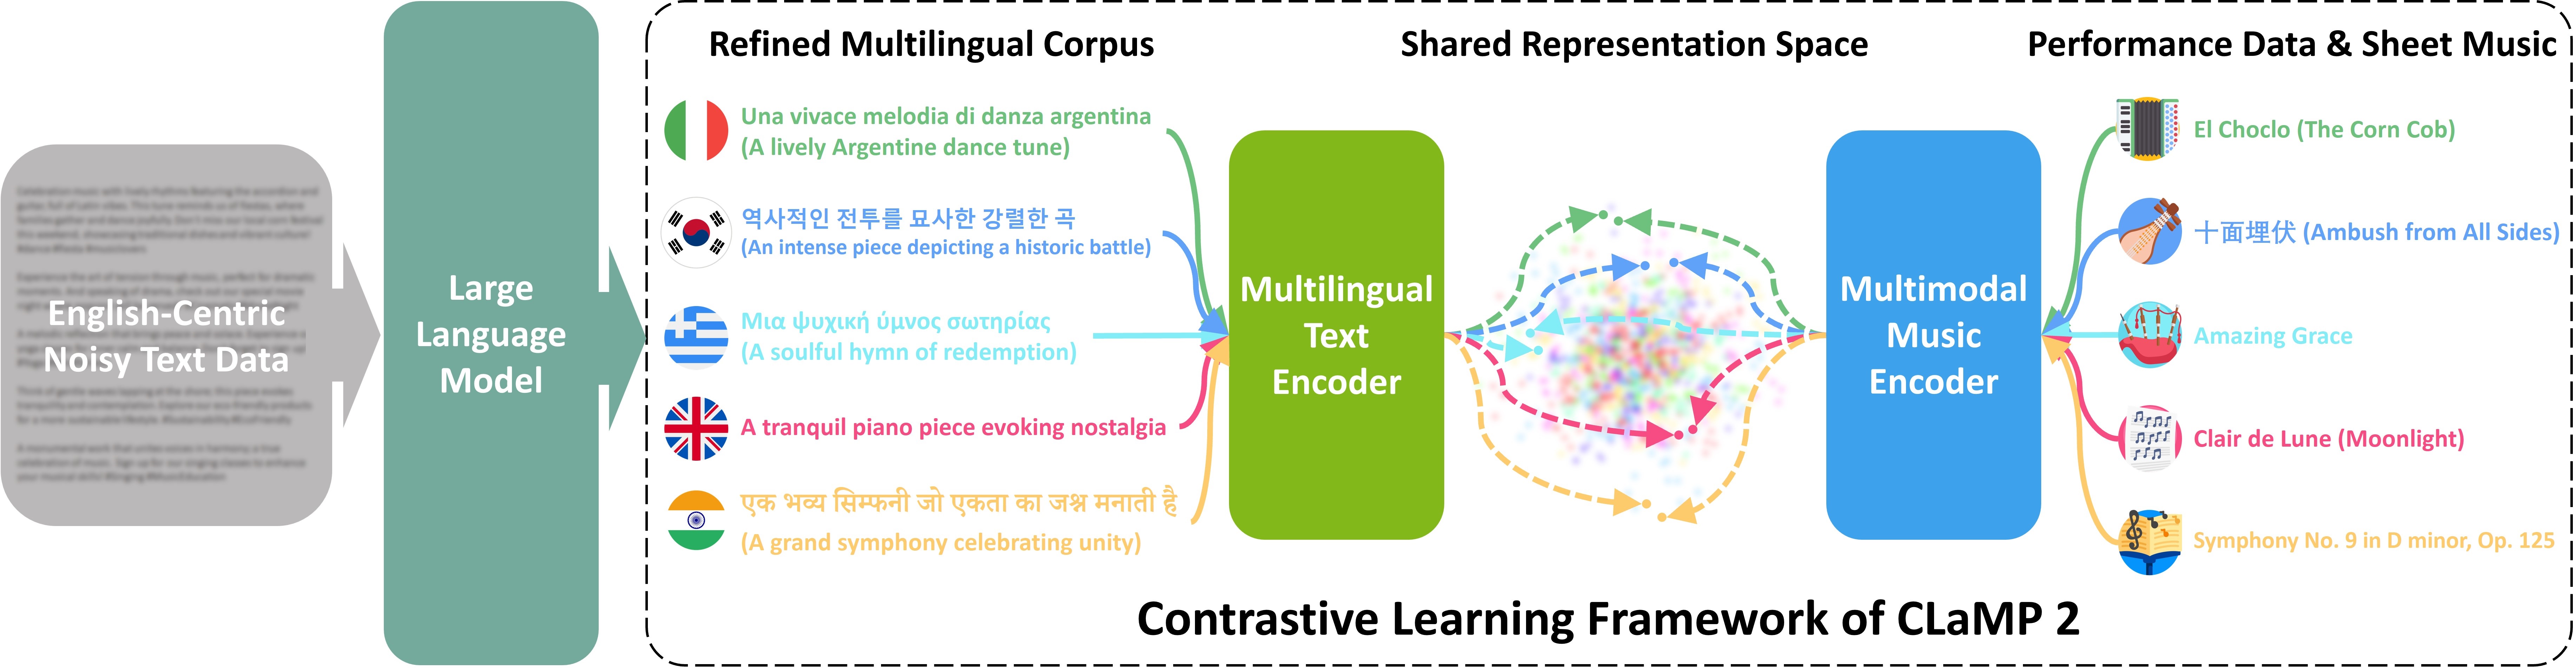 English-Centric
Noisy Text Data
Large
Language
Model
Refined Multilingual Corpus
Una vivace melodia di danza argentina
(A lively Argentine dance tune)
역사적인 전투를 묘사한 강렬한 곡
(An intense piece depicting a historic battle)
Μια ψυχική ύμνος σωτηρίας
(A soulful hymn of redemption)
A tranquil piano piece evoking nostalgia
एक भव्य सिम्फनी जो एकता का जश्न मनाती है
(A grand symphony celebrating unity)
Multilingual
Text
Encoder
Shared Representation Space
Multimodal
Music
Encoder
Performance Data & Sheet Music
El Choclo (The Corn Cob)
十面埋伏 (Ambush from All Sides)
Amazing Grace
Clair de Lune (Moonlight)
Symphony No. 9 in D minor, Op. 125
Contrastive Learning Framework of CLaMP 2